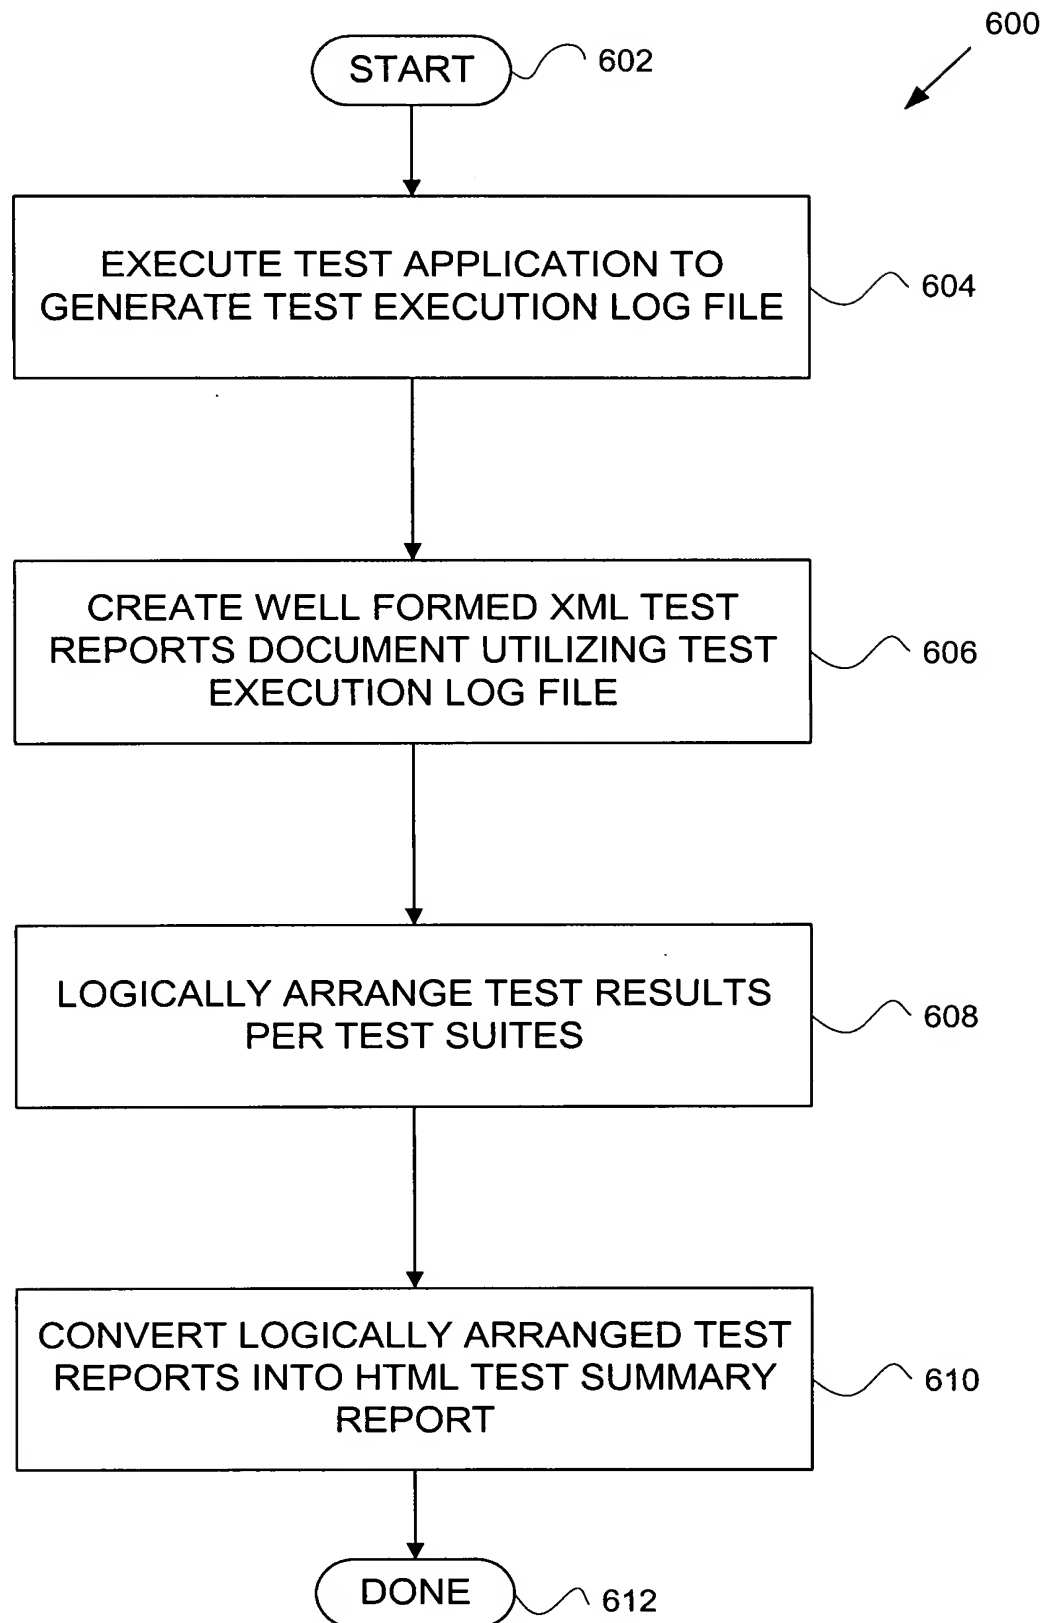 600
START
602
EXECUTE TEST APPLICATION TO
GENERATE TEST EXECUTION LOG FILE
604
CREATE WELL FORMED XML TEST
REPORTS DOCUMENT UTILIZING TEST
EXECUTION LOG FILE
606
LOGICALLY ARRANGE TEST RESULTS
PER TEST SUITES
608
CONVERT LOGICALLY ARRANGED TEST
REPORTS INTO HTML TEST SUMMARY
REPORT
610
DONE
612